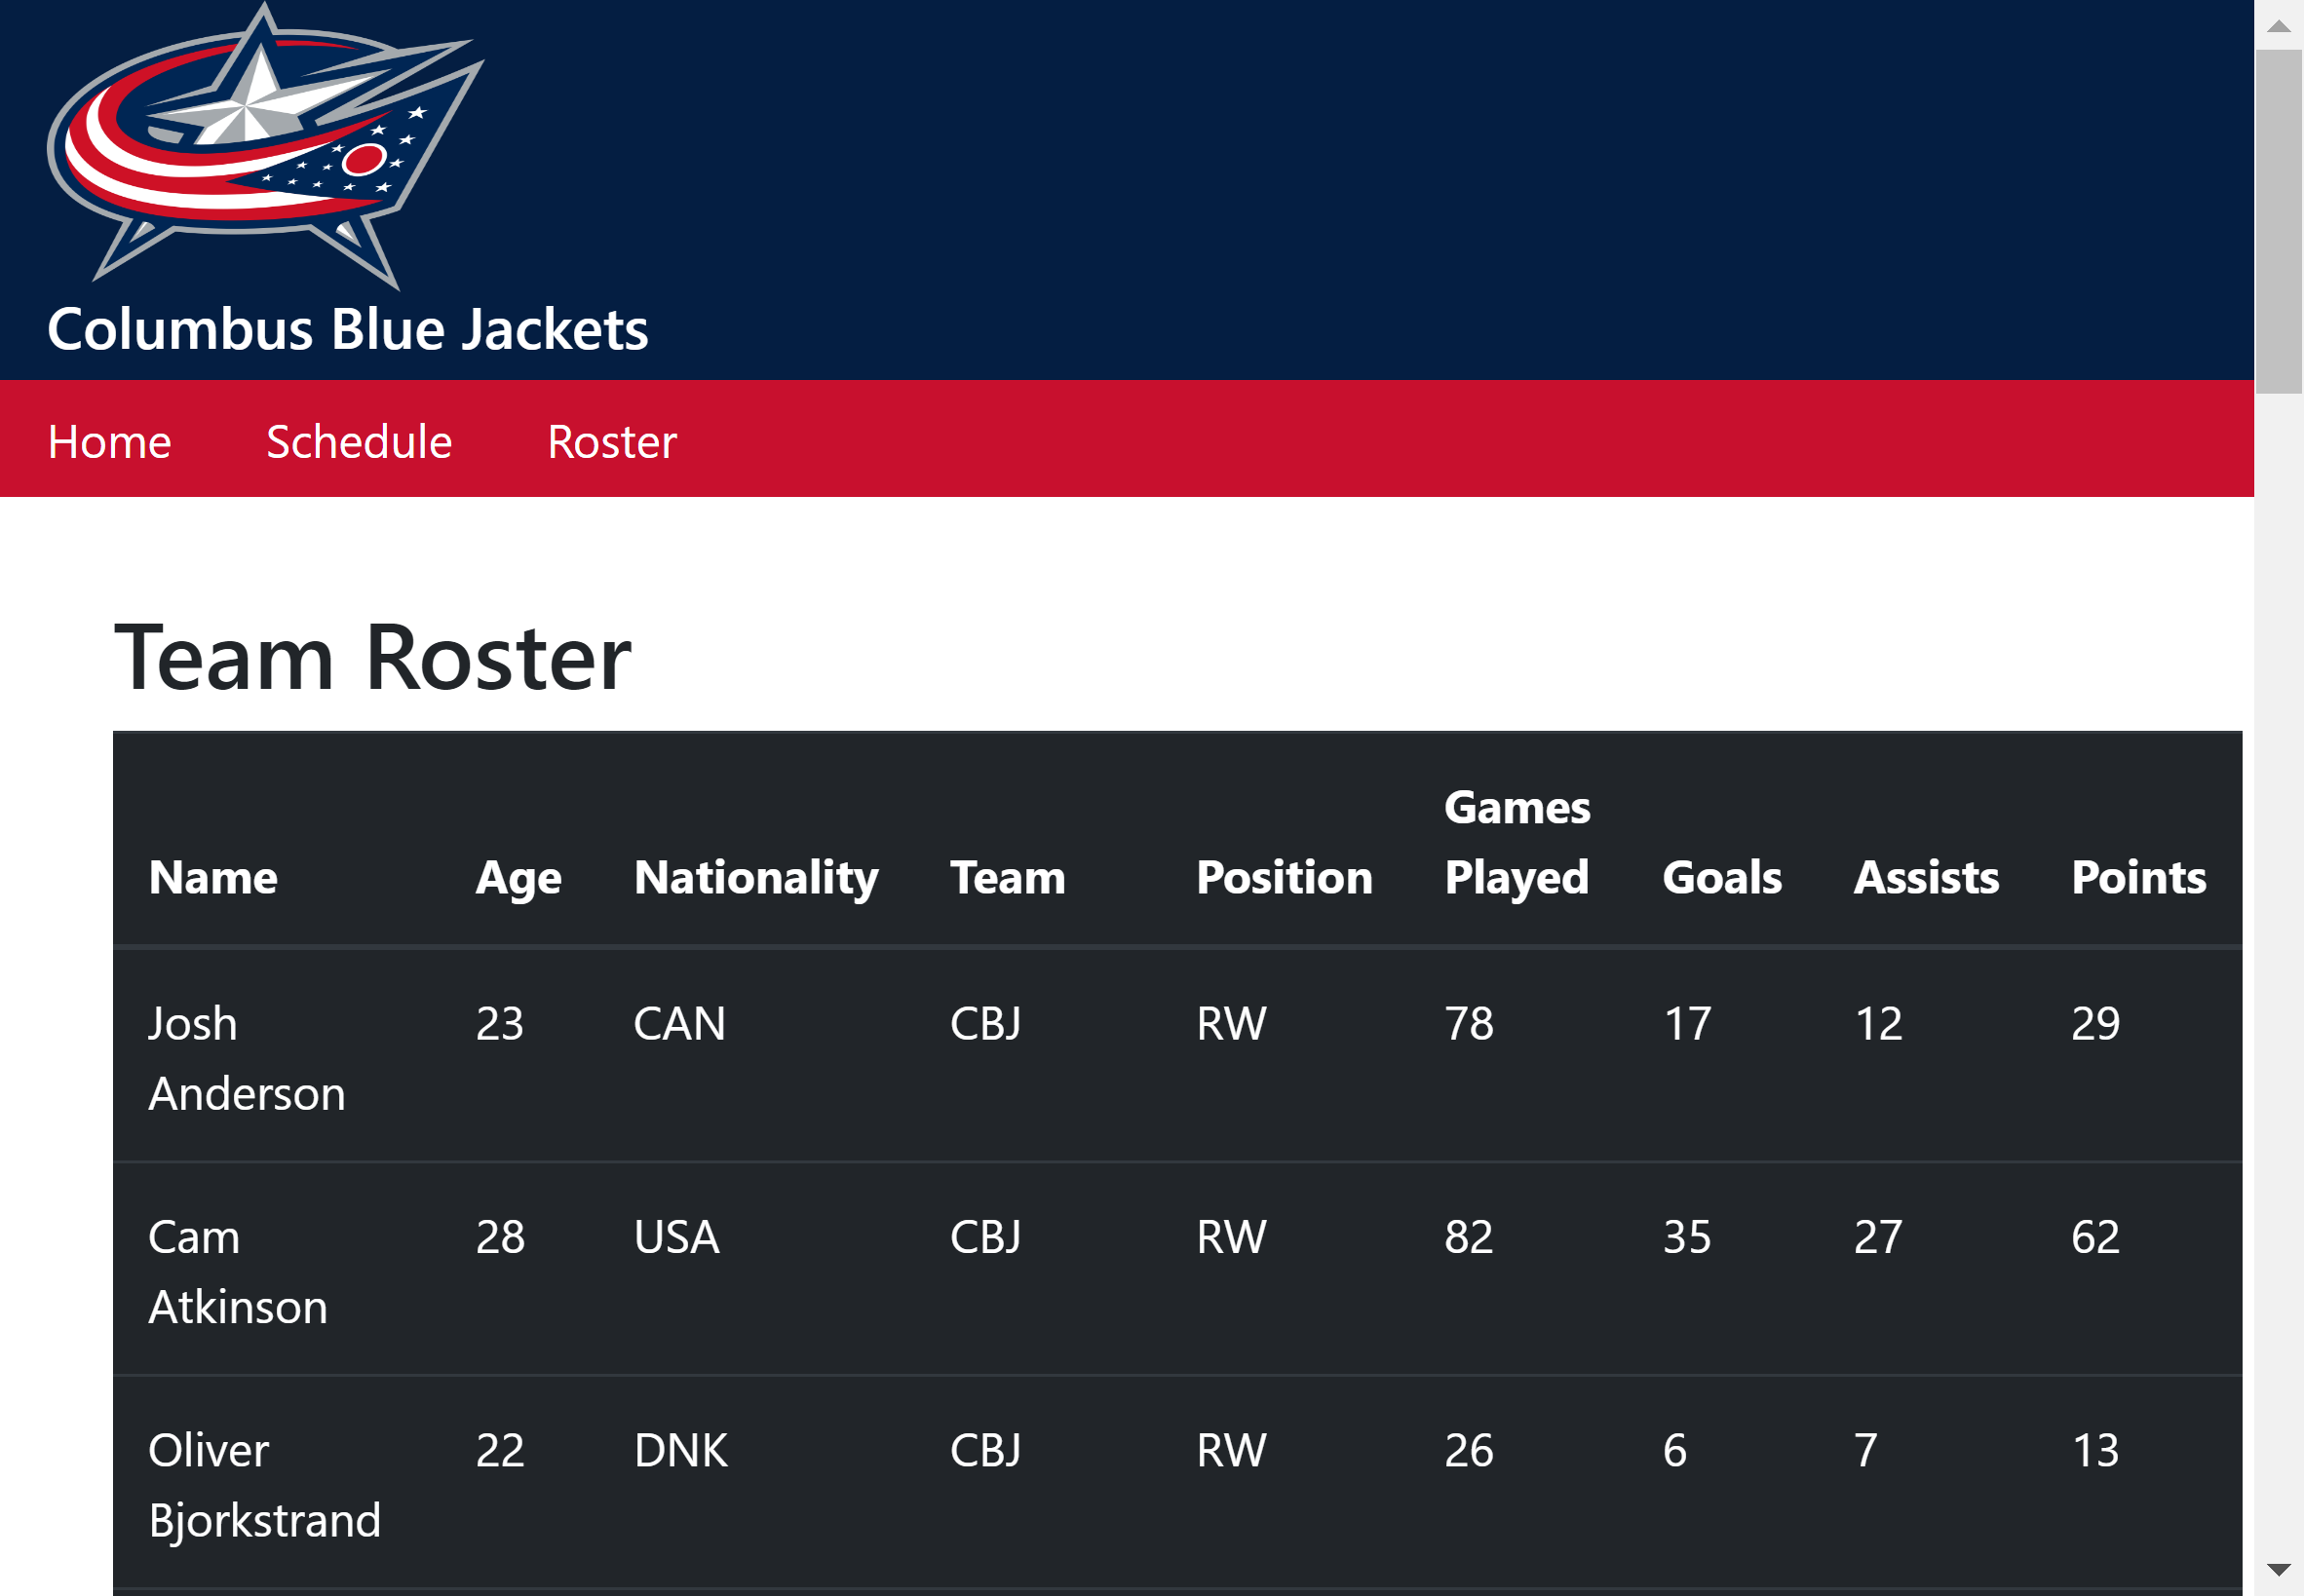 Columbus Blue Jackets
Home Schedule Roster
Team Roster
Name Age Nationality Team Position Games Played Goals Assists Points
Josh Anderson 23 CAN CBJ RW 78 17 12 29
Cam Atkinson 28 USA CBJ RW 82 35 27 62
Oliver Bjorkstrand 22 DNK CBJ RW 26 6 7 13